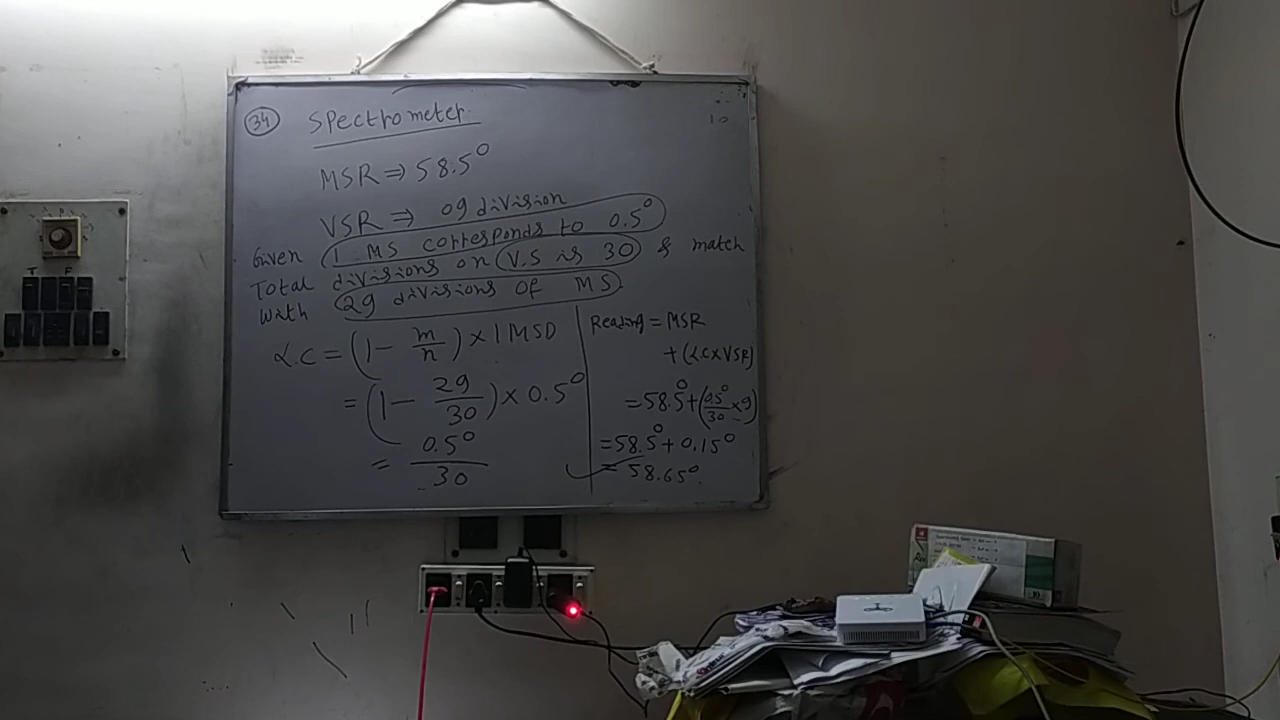 34 Spectrometer
MSR ⇒ 58.5°
VSR ⇒ 09 division
Given 1 MS corresponds to 0.5°
Total divisions on V.S is 30 & match
with 29 divisions of MS.
L.C = (1 - m/n) × 1 MSD
= (1 - 29/30) × 0.5°
= 0.5°/30
Reading = MSR
+ (L.C × VSR)
= 58.5° + (0.5°/30 × 9)
= 58.5° + 0.15°
= 58.65°.
10
T F